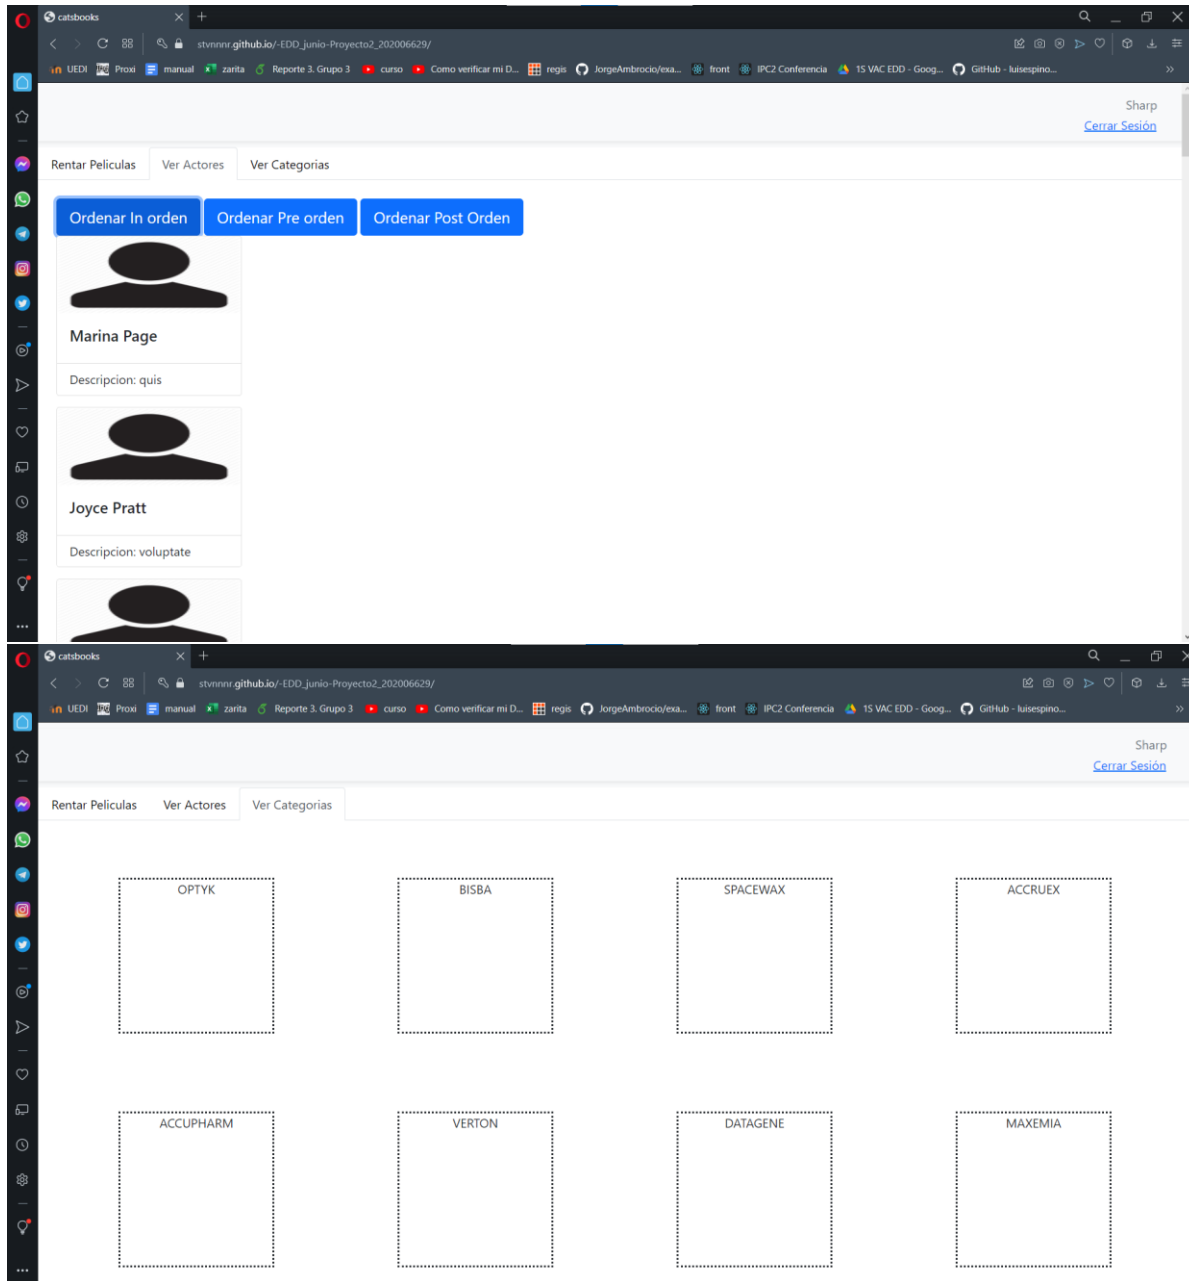 catsbooks
stvnnnr.github.io/-EDD_junio-Proyecto2_202006629/
UEDI Proxi manual zarita Reporte 3. Grupo 3 curso Como verificar mi D... regis JorgeAmbrocio/exa... front IPC2 Conferencia 1S VAC EDD - Goog... GitHub - luisespino...
Sharp
Cerrar Sesión
Rentar Peliculas Ver Actores Ver Categorias
Ordenar In orden Ordenar Pre orden Ordenar Post Orden
Marina Page
Descripcion: quis
Joyce Pratt
Descripcion: voluptate
catsbooks
stvnnnr.github.io/-EDD_junio-Proyecto2_202006629/
UEDI Proxi manual zarita Reporte 3. Grupo 3 curso Como verificar mi D... regis JorgeAmbrocio/exa... front IPC2 Conferencia 1S VAC EDD - Goog... GitHub - luisespino...
Sharp
Cerrar Sesión
Rentar Peliculas Ver Actores Ver Categorias
OPTYK BISBA SPACEWAX ACCRUEX
ACCUPHARM VERTON DATAGENE MAXEMIA